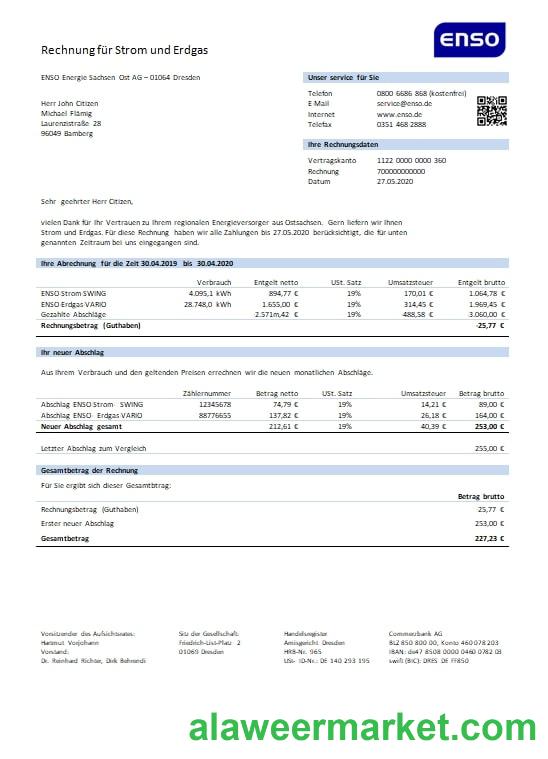 enso
Rechnung für Strom und Erdgas
ENSO Energie Sachsen Ost AG – 01064 Dresden
Unser service für Sie
Telefon 0800 6686 868 (kostenfrei)
E-Mail service@enso.de
Internet www.enso.de
Telefax 0351 468 2888
Herr John Citizen
Michael Flämig
Laurenzistraße 28
96049 Bamberg
Ihre Rechnungsdaten
Vertragskanto 1122 0000 0000 360
Rechnung 700000000000
Datum 27.05.2020
Sehr geehrter Herr Citizen,
vielen Dank für Ihr Vertrauen zu Ihrem regionalen Energieversorger aus Ostsachsen. Gern liefern wir Ihnen
Strom und Erdgas. Für diese Rechnung haben wir alle Zahlungen bis 27.05.2020 berücksichtigt, die für unten
genannten Zeitraum bei uns eingegangen sind.
Ihre Abrechnung für die Zeit 30.04.2019 bis 30.04.2020
Verbrauch Entgelt netto USt. Satz Umsatzsteuer Entgelt brutto
ENSO Strom SWING 4.095,1 kWh 894,77 € 19% 170,01 € 1.064,78 €
ENSO Erdgas VARIO 28.748,0 kWh 1.655,00 € 19% 314,45 € 1.969,45 €
Gezahlte Abschläge 2.571m,42 € 19% 488,58 € 3.060,00 €
Rechnungsbetrag (Guthaben) -25,77 €
Ihr neuer Abschlag
Aus Ihrem Verbrauch und den geltenden Preisen errechnen wir die neuen monatlichen Abschläge.
Zählernummer Betrag netto USt. Satz Umsatzsteuer Betrag brutto
Abschlag ENSO Strom SWING 12345678 74,79 € 19% 14,21 € 89,00 €
Abschlag ENSO Erdgas VARIO 88776655 137,82 € 19% 26,18 € 164,00 €
Neuer Abschlag gesamt 212,61 € 19% 40,39 € 253,00 €
Letzter Abschlag zum Vergleich 255,00 €
Gesamtbetrag der Rechnung
Für Sie ergibt sich dieser Gesamtbtrag:
Betrag brutto
Rechnungsbetrag (Guthaben) 25,77 €
Erster neuer Abschlag 253,00 €
Gesamtbetrag 227,23 €
Vorsitzender des Aufsichtsrates:
Hartmut Vorjohann
Vorstand:
Dr. Reinhard Richter, Dirk Behrendi
Sitz der Gesellschaft:
Friedrich-List-Platz 2
01069 Dresden
Handelsregister
Amisgericht Dresden
HRB-Nr. 965
USt- ID-Nr.: DE 140 293 195
Commerzbank AG
BLZ 850 800 00, Konto 460 078 203
IBAN: de47 8508 0000 0460 0782 03
swift (BIC): DRES DE FF850
alaweermarket.com